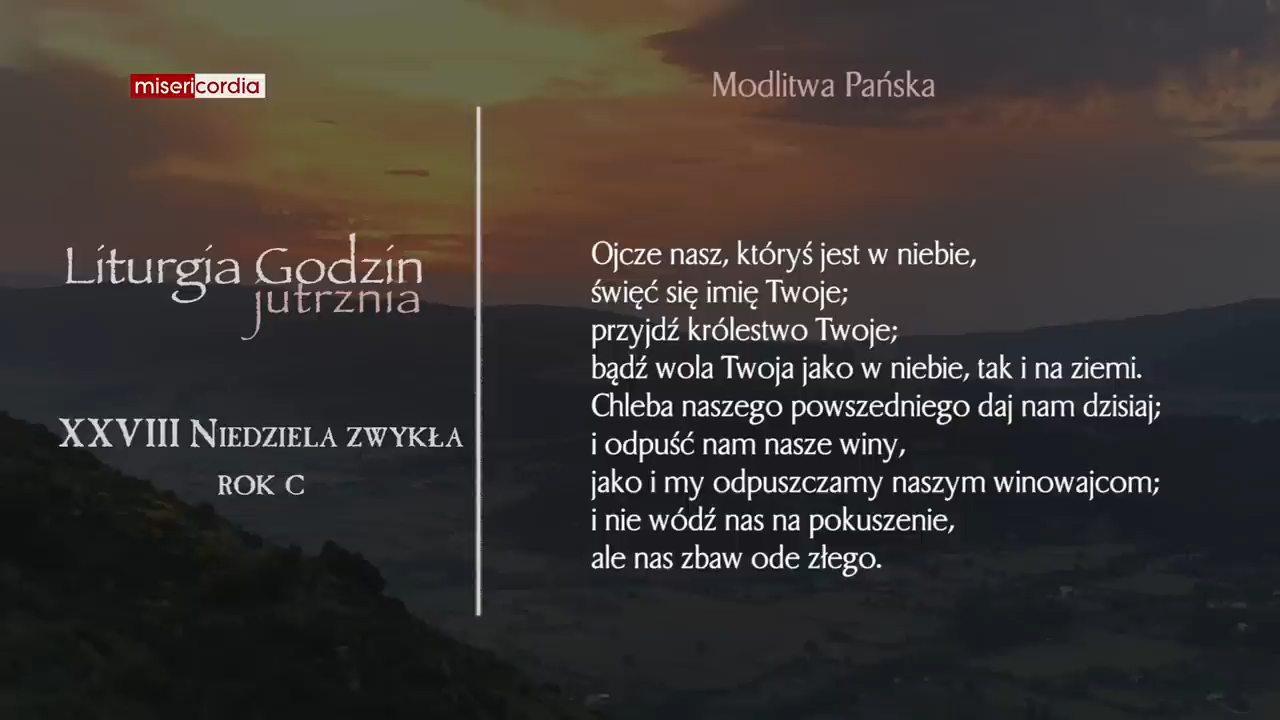 misericordia
Modlitwa Pańska
Liturgia Godzin
jutrznia
XXVIII Niedziela zwykła
rok C
Ojcze nasz, któryś jest w niebie,
święć się imię Twoje;
przyjdź królestwo Twoje;
bądź wola Twoja jako w niebie, tak i na ziemi.
Chleba naszego powszedniego daj nam dzisiaj;
i odpuść nam nasze winy,
jako i my odpuszczamy naszym winowajcom;
i nie wódź nas na pokuszenie,
ale nas zbaw ode złego.